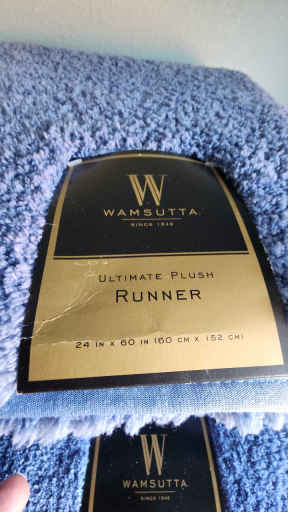 W
WAMSUTTA
SINCE 1846
ULTIMATE PLUSH
RUNNER
24 IN X 60 IN (60 CM X 152 CM)
W
WAMSUTTA
SINCE 1846